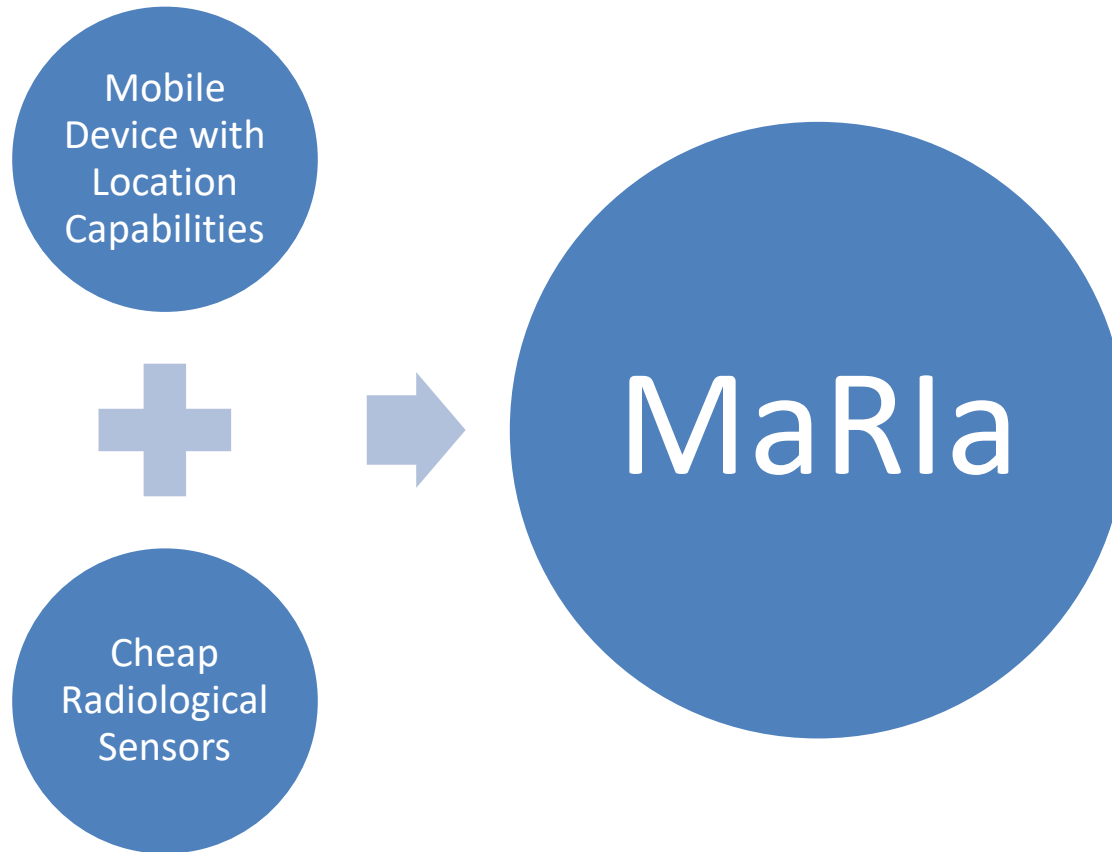 Mobile
Device with
Location
Capabilities
Cheap
Radiological
Sensors
MaRIa